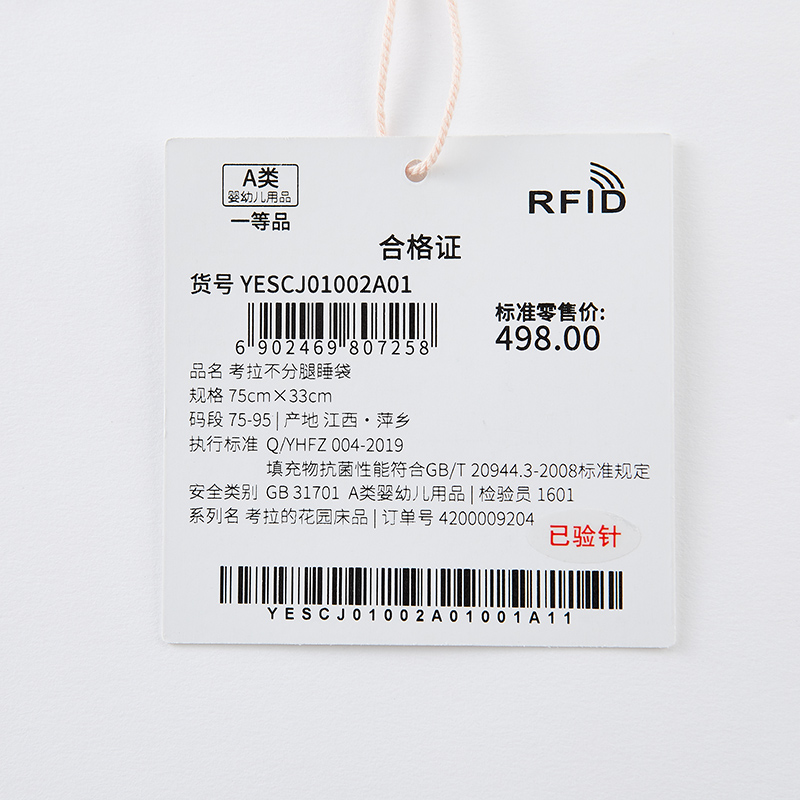 A类
婴幼儿用品
一等品
RFID
合格证
货号 YESCJ01002A01
6 902469 807258
标准零售价:
498.00
品名 考拉不分腿睡袋
规格 75cm×33cm
码段 75-95 | 产地 江西·萍乡
执行标准 Q/YHFZ 004-2019
填充物抗菌性能符合GB/T 20944.3-2008标准规定
安全类别 GB 31701 A类婴幼儿用品 | 检验员 1601
系列名 考拉的花园床品 | 订单号 4200009204
已验针
YESCJ01002A01001A11